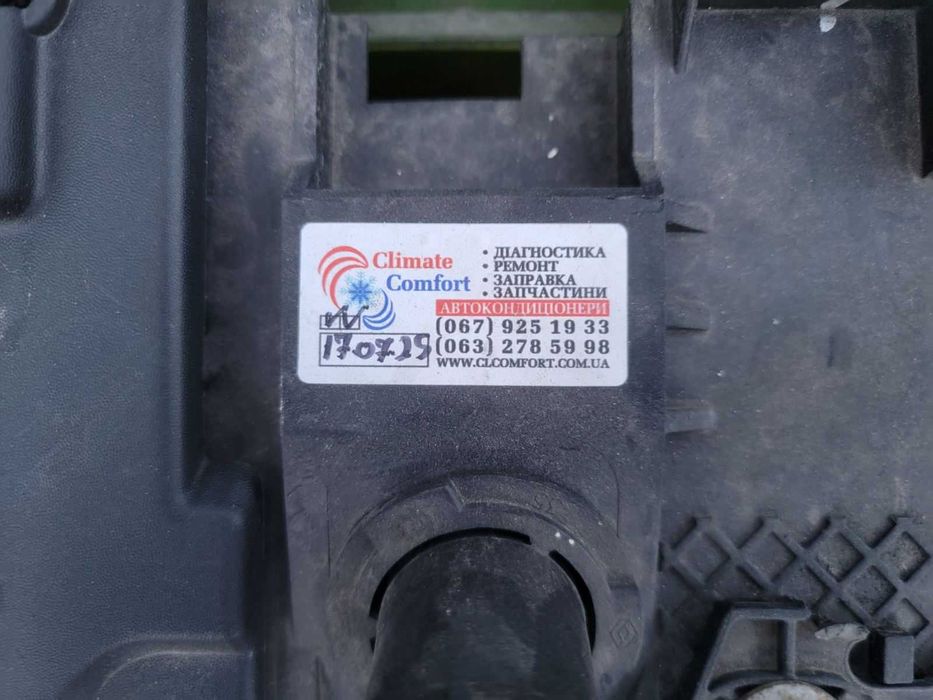 Climate
Comfort
· ДІАГНОСТИКА
· РЕМОНТ
· ЗАПРАВКА
· ЗАПЧАСТИНИ
АВТОКОНДИЦІОНЕРИ
(067) 925 19 33
(063) 278 59 98
WWW.CLCOMFORT.COM.UA